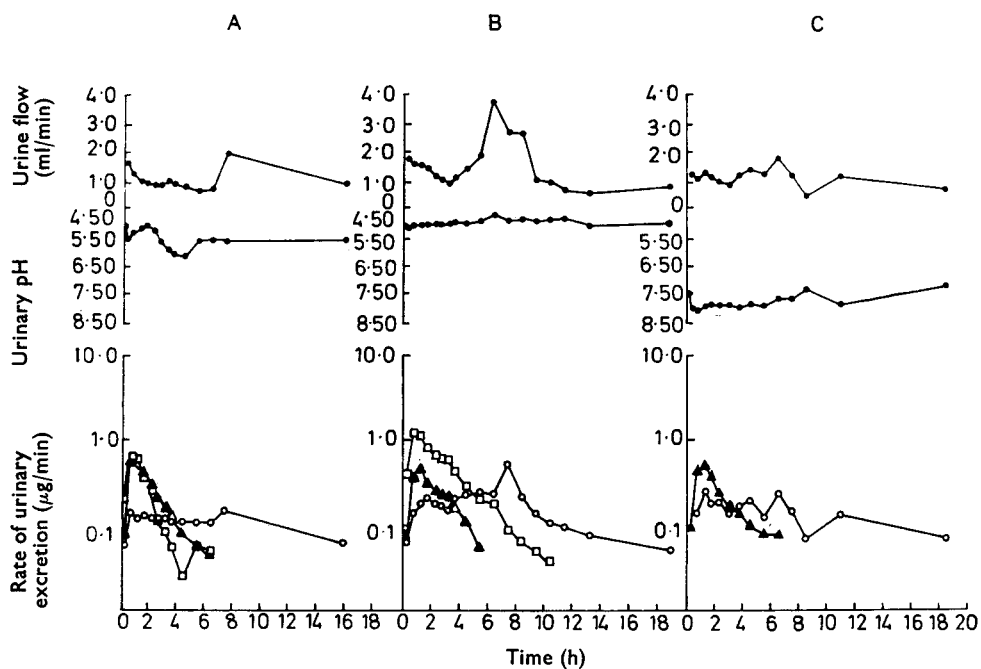 A B C
Urine flow
(ml/min)
4·0 4·0 4·0
3·0 3·0 3·0
2·0 2·0 2·0
1·0 1·0 1·0
0 0 0
Urinary pH
4·50 4·50 4·50
5·50 5·50 5·50
6·50 6·50 6·50
7·50 7·50 7·50
8·50 8·50 8·50
Rate of urinary
excretion (μg/min)
10·0 10·0 10·0
1·0 1·0 1·0
0·1 0·1 0·1
0 2 4 6 8 10 12 14 16 18 0 2 4 6 8 10 12 14 16 18 0 2 4 6 8 10 12 14 16 18 20
Time (h)